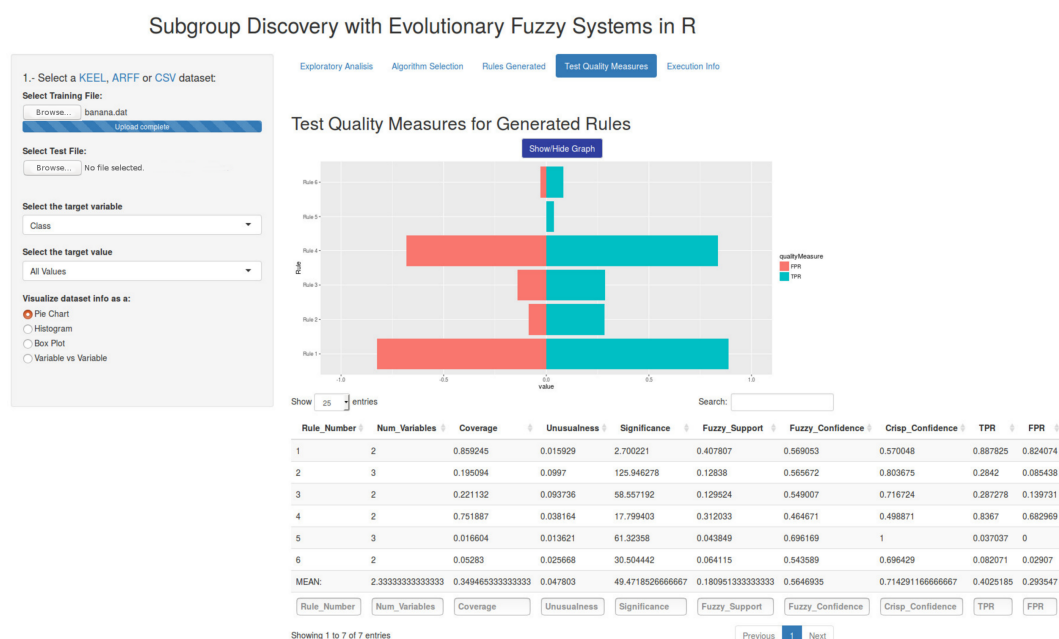 Subgroup Discovery with Evolutionary Fuzzy Systems in R
1.- Select a KEEL, ARFF or CSV dataset:
Select Training File:
Browse... banana.dat
Upload complete
Select Test File:
Browse... No file selected.
Select the target variable
Class
Select the target value
All Values
Visualize dataset info as a:
Pie Chart
Histogram
Box Plot
Variable vs Variable
Exploratory Analisis Algorithm Selection Rules Generated Test Quality Measures Execution Info
Test Quality Measures for Generated Rules
Show/Hide Graph
Rule 6
Rule 5
Rule 4
Rule 3
Rule 2
Rule 1
Rule
-1.0 -0.5 0.0 0.5 1.0
value
qualityMeasure
FPR
TPR
Show 25 entries Search:
Rule_Number Num_Variables Coverage Unusualness Significance Fuzzy_Support Fuzzy_Confidence Crisp_Confidence TPR FPR
1 2 0.859245 0.015929 2.700221 0.407807 0.569053 0.570048 0.887825 0.824074
2 3 0.195094 0.0997 125.946278 0.12838 0.565672 0.803675 0.2842 0.085438
3 2 0.221132 0.093736 58.557192 0.129524 0.549007 0.716724 0.287278 0.139731
4 2 0.751887 0.038164 17.799403 0.312033 0.464671 0.498871 0.8367 0.682969
5 3 0.016604 0.013621 61.32358 0.043849 0.696169 1 0.037037 0
6 2 0.05283 0.025668 30.504442 0.064115 0.543589 0.696429 0.082071 0.02907
MEAN: 2.33333333333333 0.349465333333333 0.047803 49.4718526666667 0.180951333333333 0.5646935 0.714291166666667 0.4025185 0.293547
Rule_Number Num_Variables Coverage Unusualness Significance Fuzzy_Support Fuzzy_Confidence Crisp_Confidence TPR FPR
Showing 1 to 7 of 7 entries Previous 1 Next